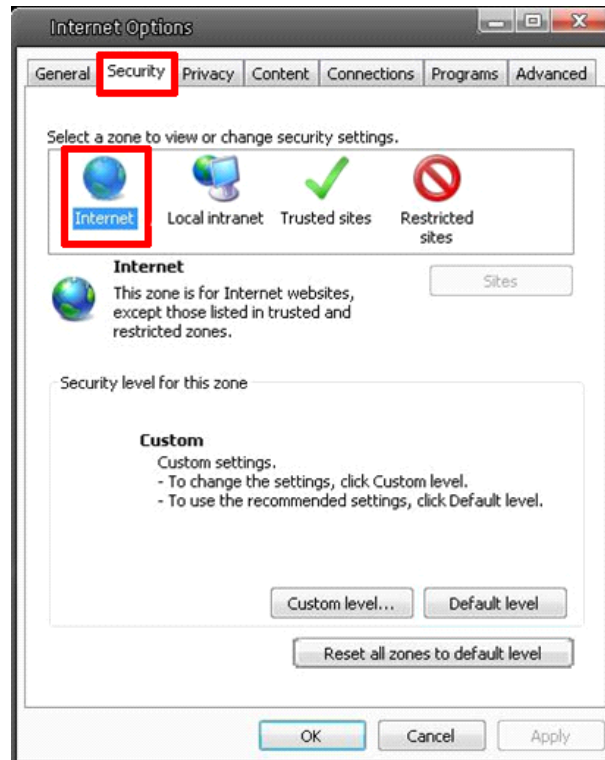 Internet Options
General Security Privacy Content Connections Programs Advanced
Select a zone to view or change security settings.
Internet Local intranet Trusted sites Restricted
sites
Internet
Sites
This zone is for Internet websites,
except those listed in trusted and
restricted zones.
Security level for this zone
Custom
Custom settings.
- To change the settings, click Custom level.
- To use the recommended settings, click Default level.
Custom level... Default level
Reset all zones to default level
OK Cancel Apply